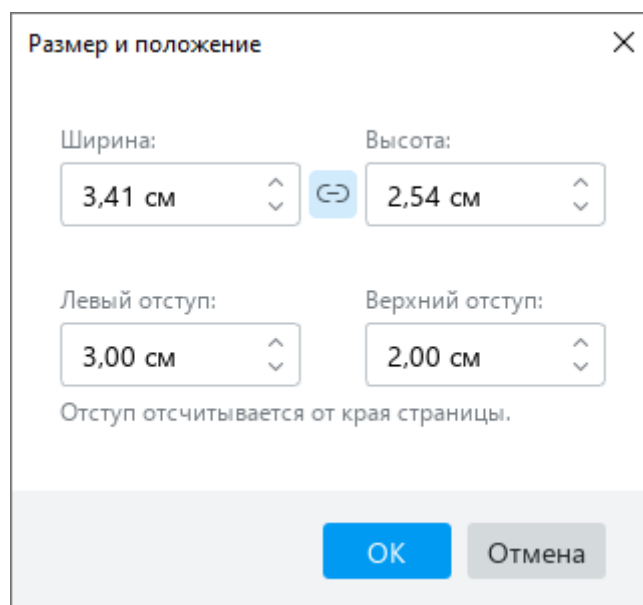 Размер и положение
Ширина: Высота:
3,41 см 2,54 см
Левый отступ: Верхний отступ:
3,00 см 2,00 см
Отступ отсчитывается от края страницы.
ОК Отмена